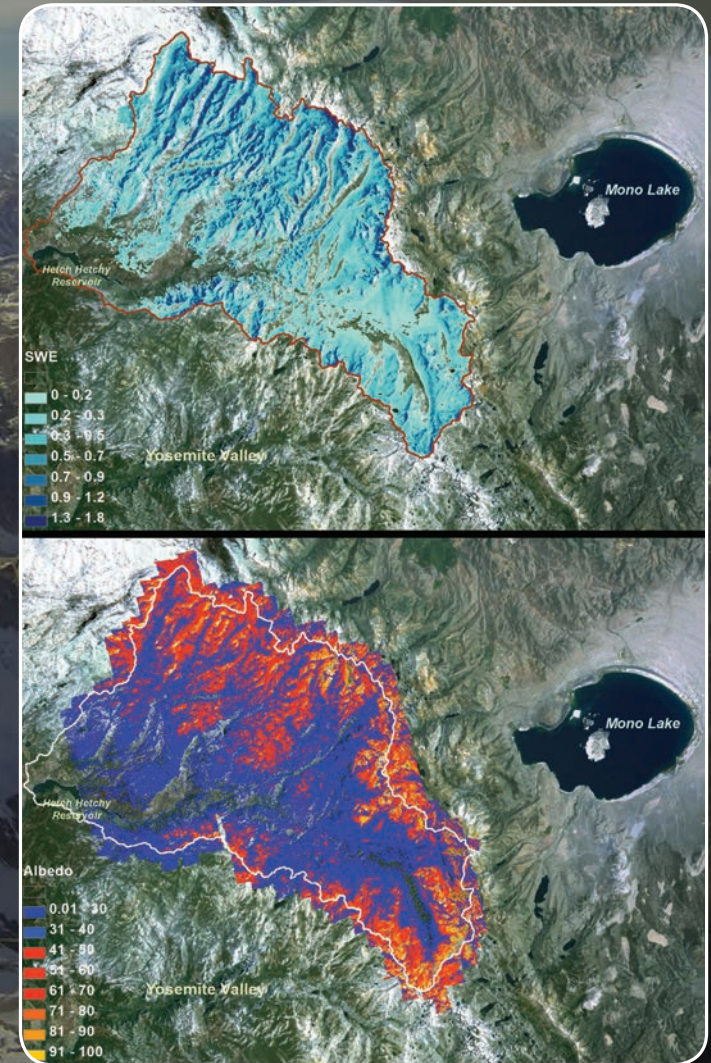 Mono Lake
Hetch Hetchy
Reservoir
SWE
0 - 0.2
0.2 - 0.3
0.3 - 0.5
0.5 - 0.7
0.7 - 0.9
0.9 - 1.2
1.3 - 1.8
Yosemite Valley
Mono Lake
Hetch Hetchy
Reservoir
Albedo
0.01 - 30
31 - 40
41 - 50
51 - 60
61 - 70
71 - 80
81 - 90
91 - 100
Yosemite Valley